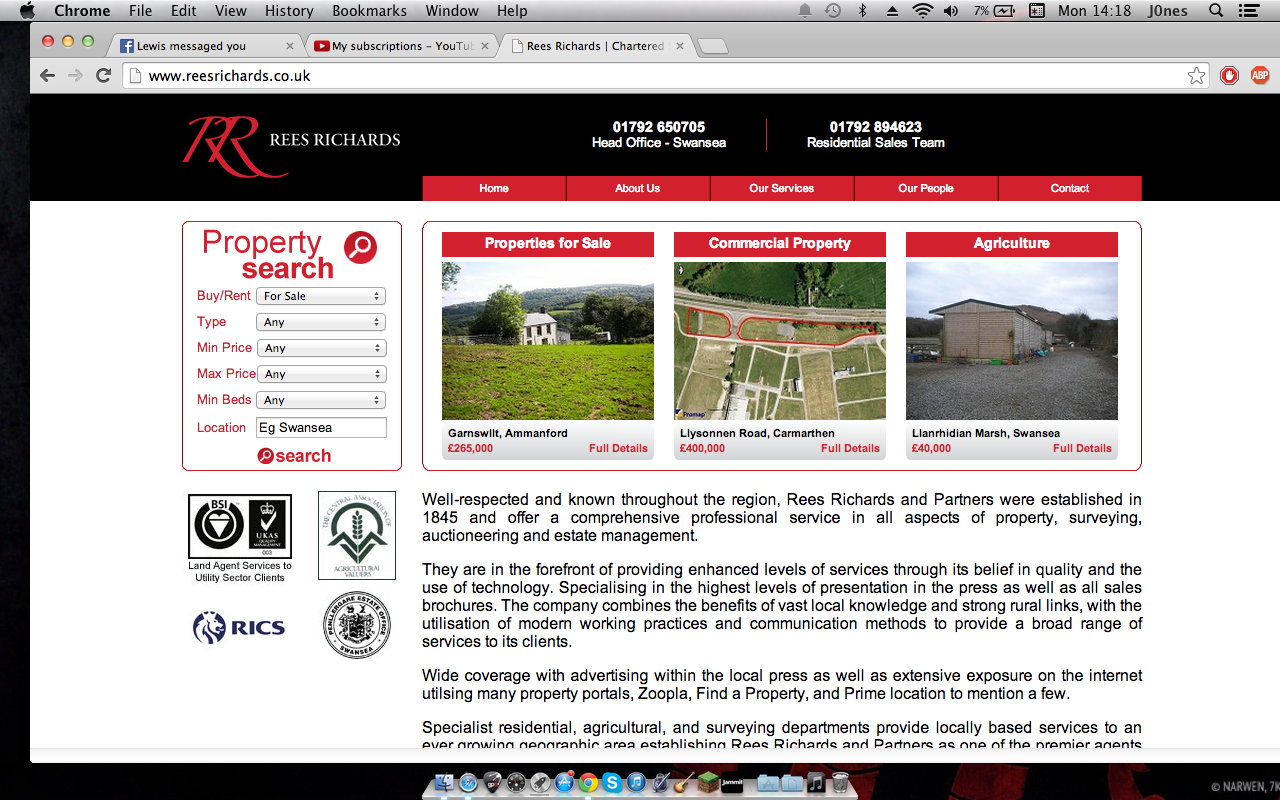 Chrome File Edit View History Bookmarks Window Help 7% Mon 14:18 J0nes
Lewis messaged you
My subscriptions – YouTu
Rees Richards | Chartered
www.reesrichards.co.uk
ABP
RR REES RICHARDS
01792 650705
Head Office - Swansea
01792 894623
Residential Sales Team
Home About Us Our Services Our People Contact
Property
search
Buy/Rent For Sale
Type Any
Min Price Any
Max Price Any
Min Beds Any
Location Eg Swansea
search
Properties for Sale
Garnswllt, Ammanford
£265,000 Full Details
Commercial Property
Promap
Llysonnen Road, Carmarthen
£400,000 Full Details
Agriculture
Llanrhidian Marsh, Swansea
£40,000 Full Details
BSI
UKAS
QUALITY
MANAGEMENT
003
Land Agent Services to
Utility Sector Clients
THE CENTRAL ASSOCIATION OF
AGRICULTURAL
VALUERS
RICS
PENLLERGARE ESTATE OFFICE
SWANSEA
Well-respected and known throughout the region, Rees Richards and Partners were established in
1845 and offer a comprehensive professional service in all aspects of property, surveying,
auctioneering and estate management.
They are in the forefront of providing enhanced levels of services through its belief in quality and the
use of technology. Specialising in the highest levels of presentation in the press as well as all sales
brochures. The company combines the benefits of vast local knowledge and strong rural links, with the
utilisation of modern working practices and communication methods to provide a broad range of
services to its clients.
Wide coverage with advertising within the local press as well as extensive exposure on the internet
utilsing many property portals, Zoopla, Find a Property, and Prime location to mention a few.
Specialist residential, agricultural, and surveying departments provide locally based services to an
ever growing geographic area establishing Rees Richards and Partners as one of the premier agents
Jammit
© NARWEN, 7K